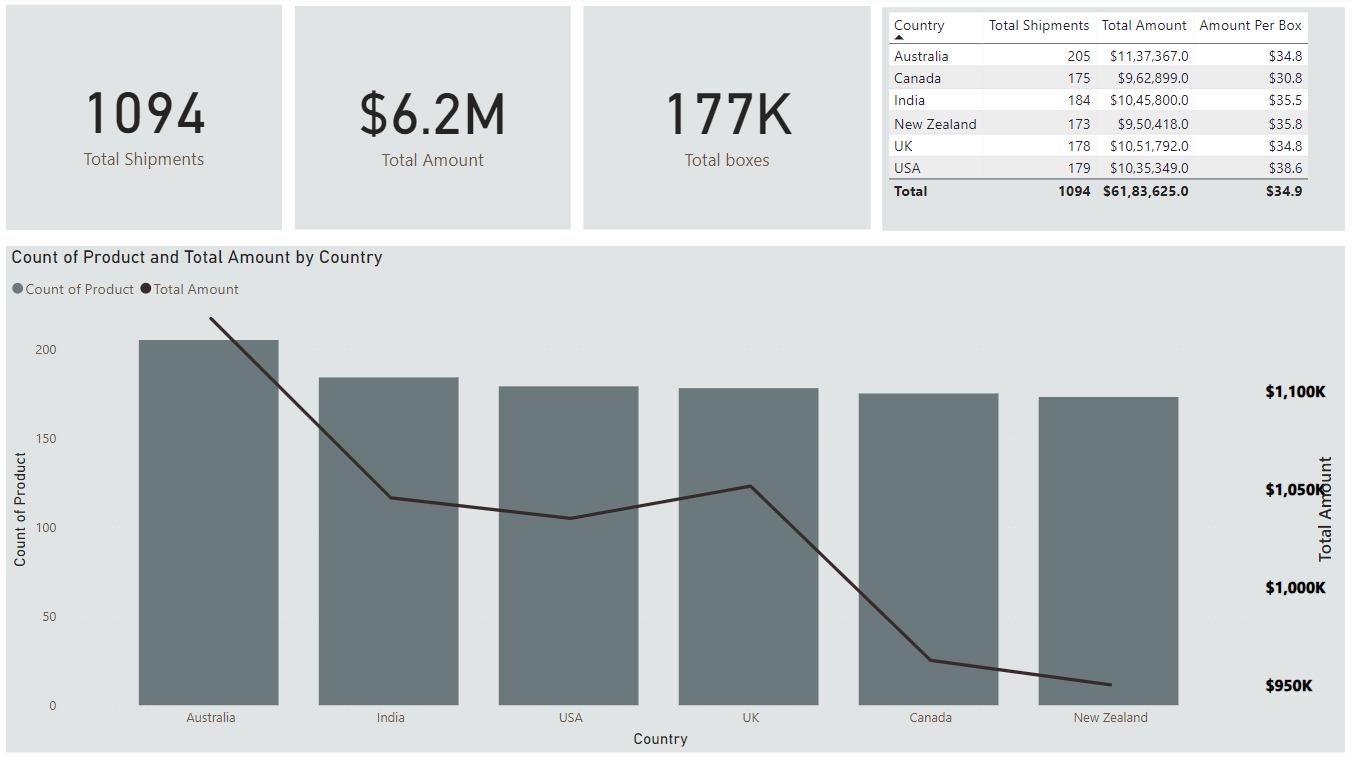 1094
Total Shipments
$6.2M
Total Amount
177K
Total boxes
Country Total Shipments Total Amount Amount Per Box
Australia 205 $11,37,367.0 $34.8
Canada 175 $9,62,899.0 $30.8
India 184 $10,45,800.0 $35.5
New Zealand 173 $9,50,418.0 $35.8
UK 178 $10,51,792.0 $34.8
USA 179 $10,35,349.0 $38.6
Total 1094 $61,83,625.0 $34.9
Count of Product and Total Amount by Country
Count of Product Total Amount
Count of Product
200
150
100
50
0
$1,100K
$1,050K
$1,000K
$950K
Total Amount
Australia India USA UK Canada New Zealand
Country